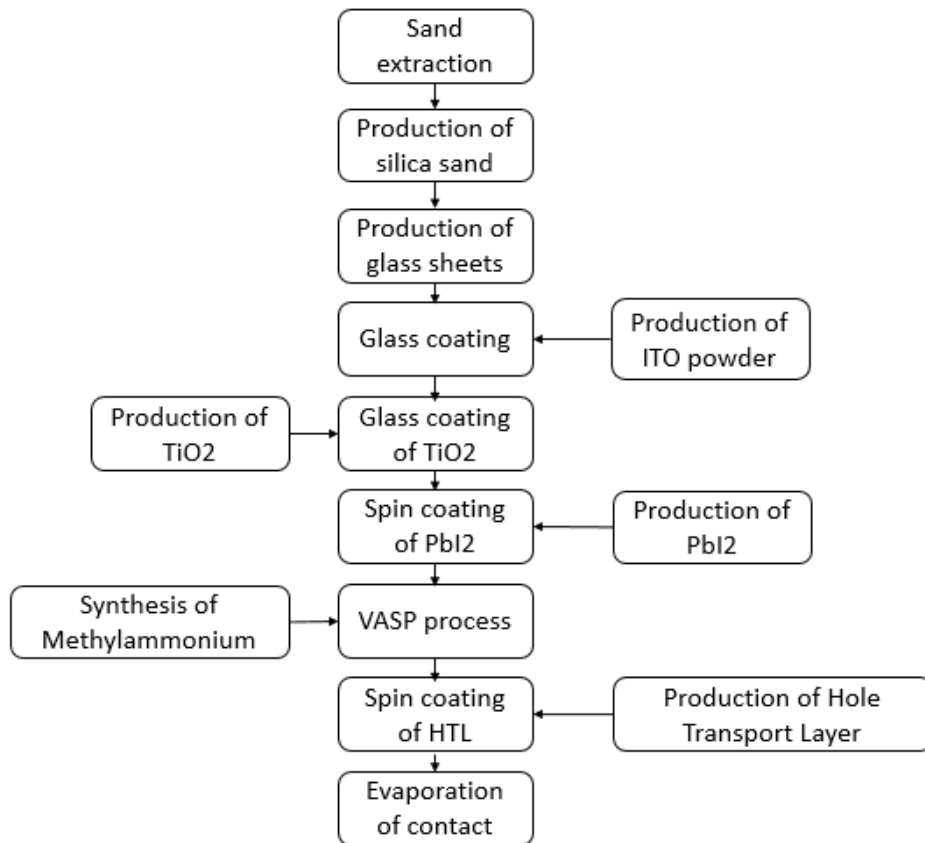 Sand
extraction
Production of
silica sand
Production of
glass sheets
Glass coating
Production of
ITO powder
Production of
TiO2
Glass coating
of TiO2
Spin coating
of PbI2
Production of
PbI2
Synthesis of
Methylammonium
VASP process
Spin coating
of HTL
Production of Hole
Transport Layer
Evaporation
of contact